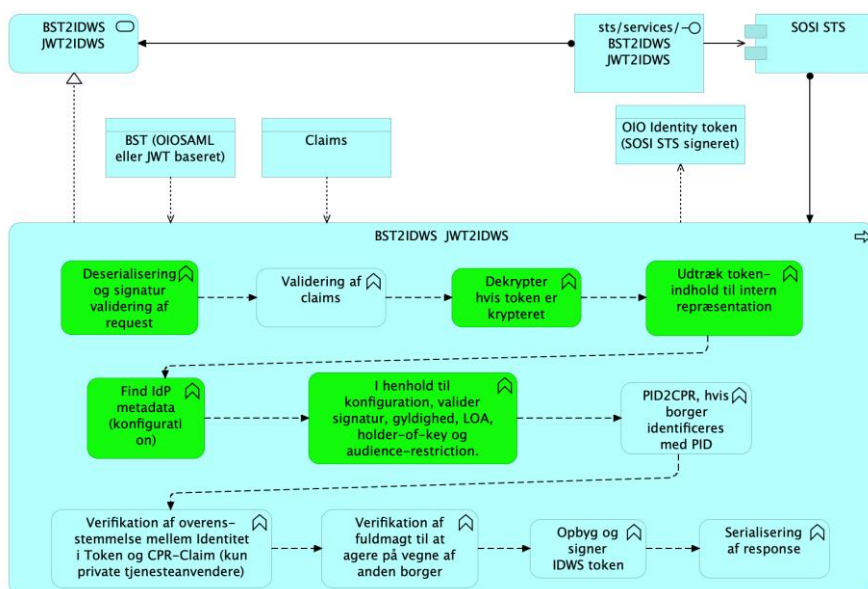 BST2IDWS
JWT2IDWS
sts/services/
BST2IDWS
JWT2IDWS
SOSI STS
BST (OIOSAML
eller JWT baseret)
Claims
OIO Identity token
(SOSI STS signeret)
BST2IDWS JWT2IDWS
Deserialisering
og signatur
validering af
request
Validering af
claims
Dekrypter
hvis token er
krypteret
Udtræk token-
indhold til intern
repræsentation
Find IdP
metadata
(konfigurati
on)
I henhold til
konfiguration, valider
signatur, gyldighed, LOA,
holder-of-key og
audience-restriction.
PID2CPR, hvis
borger
identificeres
med PID
Verifikation af overens-
stemmelse mellem Identitet
i Token og CPR-Claim (kun
private tjenesteanvendere)
Verifikation af
fuldmagt til at
agere på vegne af
anden borger
Opbyg og
signer
IDWS token
Serialisering
af response